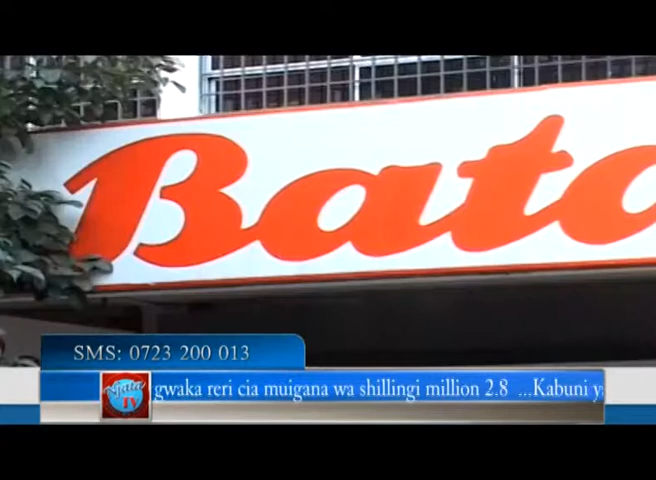 Bata
SMS: 0723 200 013
Njata
TV
gwaka reri cia muigana wa shillingi million 2.8 ...Kabuni y